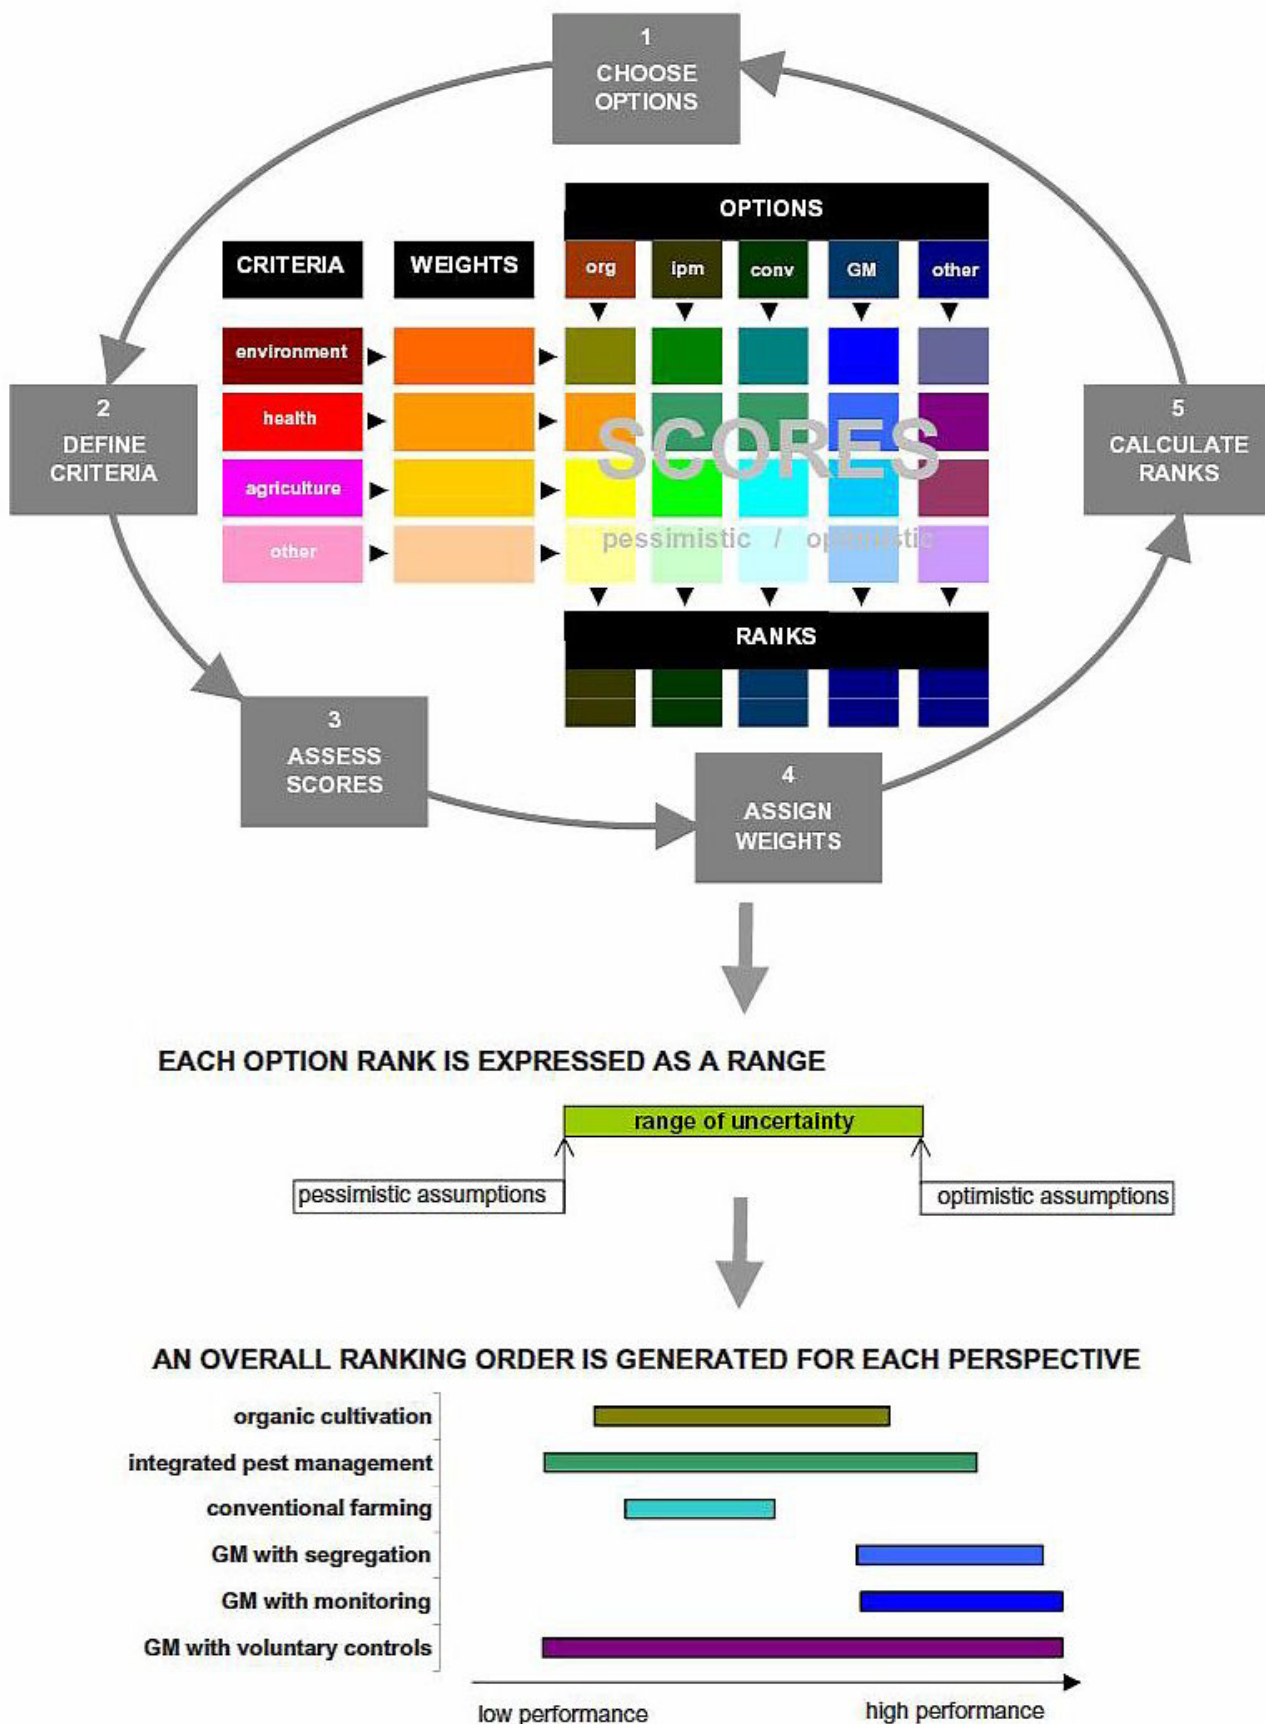 1
CHOOSE
OPTIONS
OPTIONS
CRITERIA
WEIGHTS
org
ipm
conv
GM
other
environment
health
agriculture
other
SCORES
pessimistic / optimistic
RANKS
2
DEFINE
CRITERIA
5
CALCULATE
RANKS
3
ASSESS
SCORES
4
ASSIGN
WEIGHTS
EACH OPTION RANK IS EXPRESSED AS A RANGE
range of uncertainty
pessimistic assumptions
optimistic assumptions
AN OVERALL RANKING ORDER IS GENERATED FOR EACH PERSPECTIVE
organic cultivation
integrated pest management
conventional farming
GM with segregation
GM with monitoring
GM with voluntary controls
low performance
high performance